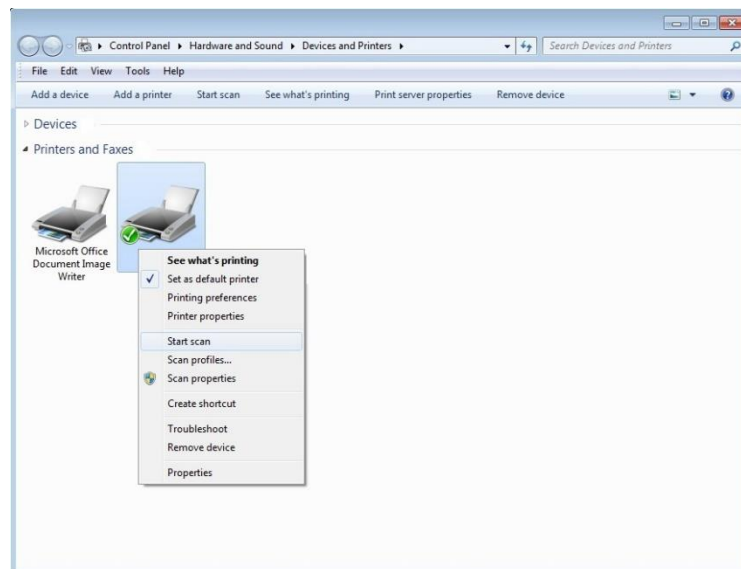 Control Panel ▸ Hardware and Sound ▸ Devices and Printers ▸
Search Devices and Printers
File Edit View Tools Help
Add a device Add a printer Start scan See what's printing Print server properties Remove device
Devices
Printers and Faxes
Microsoft Office
Document Image
Writer
See what's printing
Set as default printer
Printing preferences
Printer properties
Start scan
Scan profiles...
Scan properties
Create shortcut
Troubleshoot
Remove device
Properties